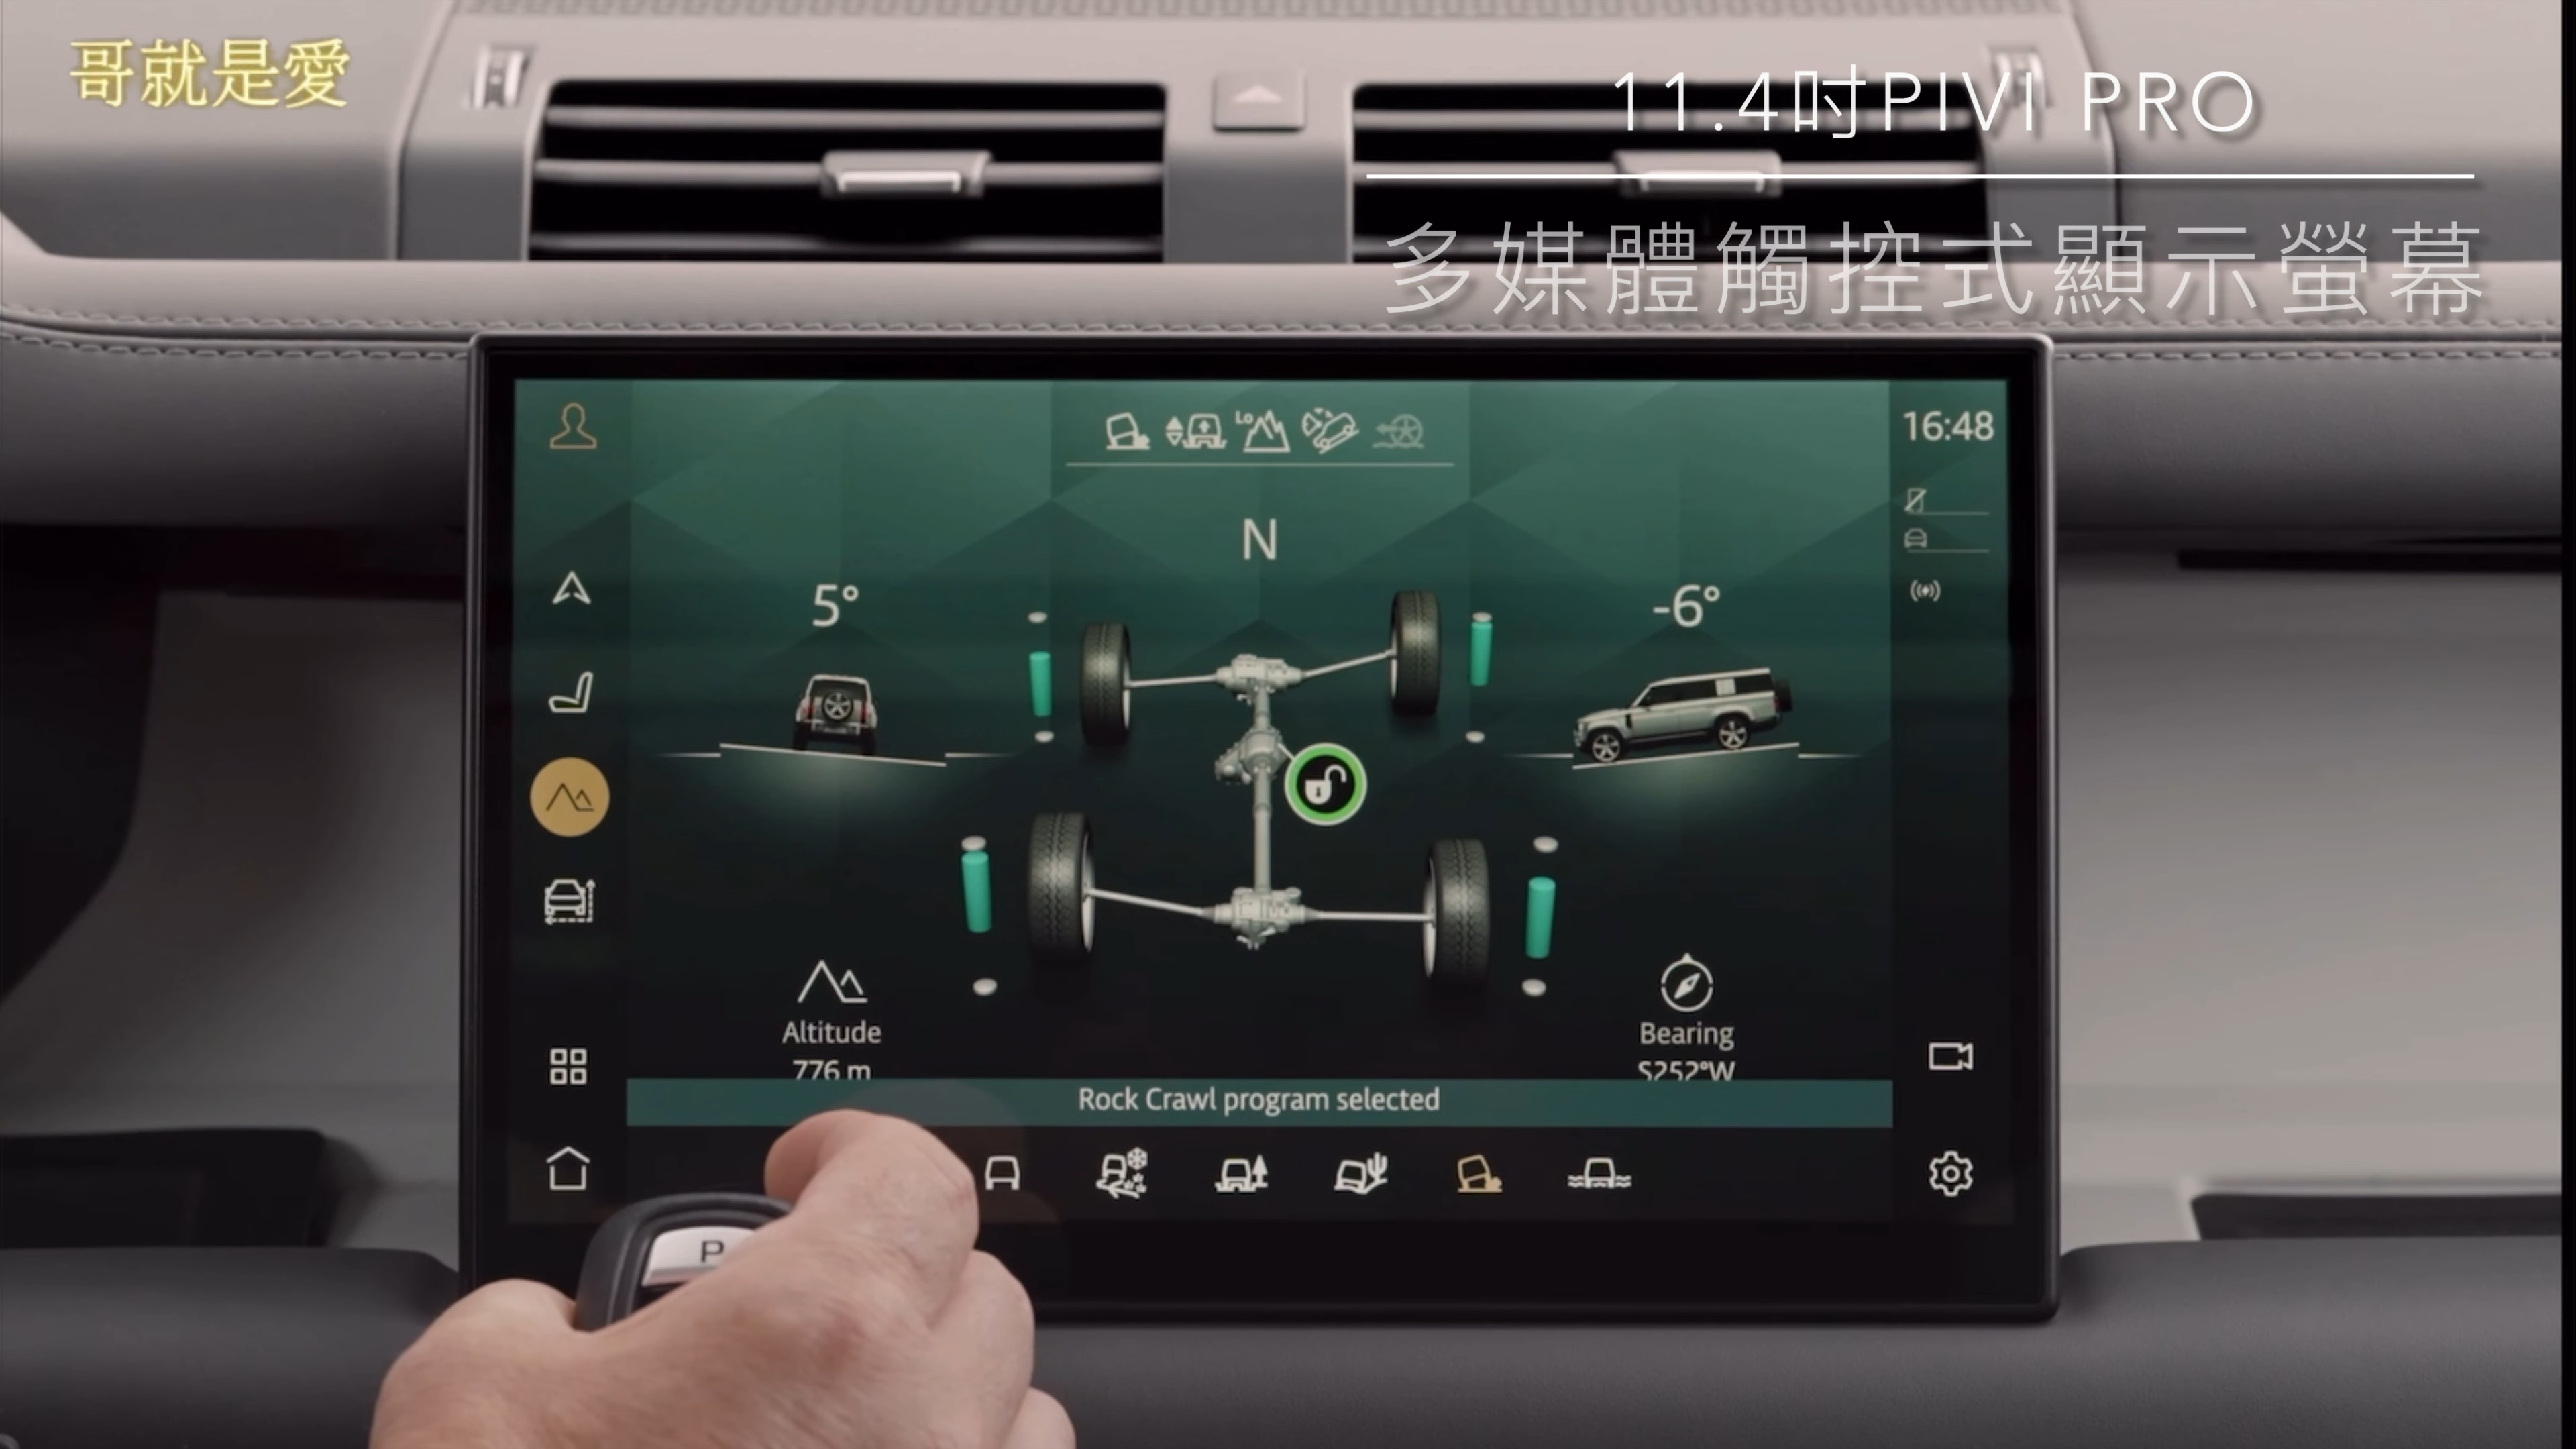 哥就是愛
11.4吋PIVI PRO
多媒體觸控式顯示螢幕
16:48
Lo
N
5°
-6°
Altitude
776 m
Bearing
S252°W
Rock Crawl program selected
P